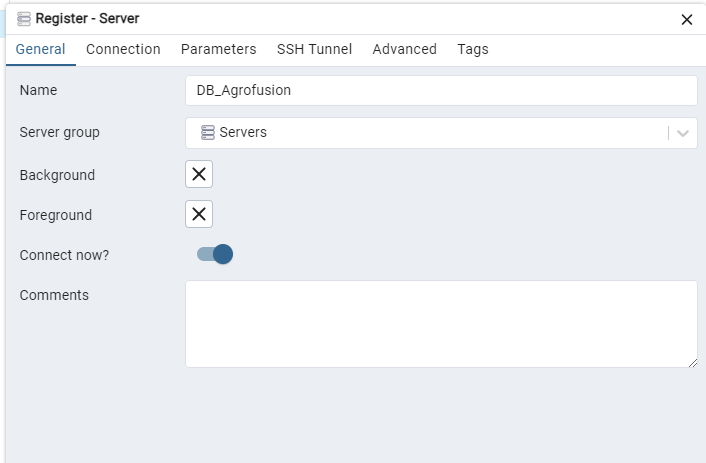 Register - Server
General Connection Parameters SSH Tunnel Advanced Tags
Name DB_Agrofusion
Server group Servers
Background
Foreground
Connect now?
Comments